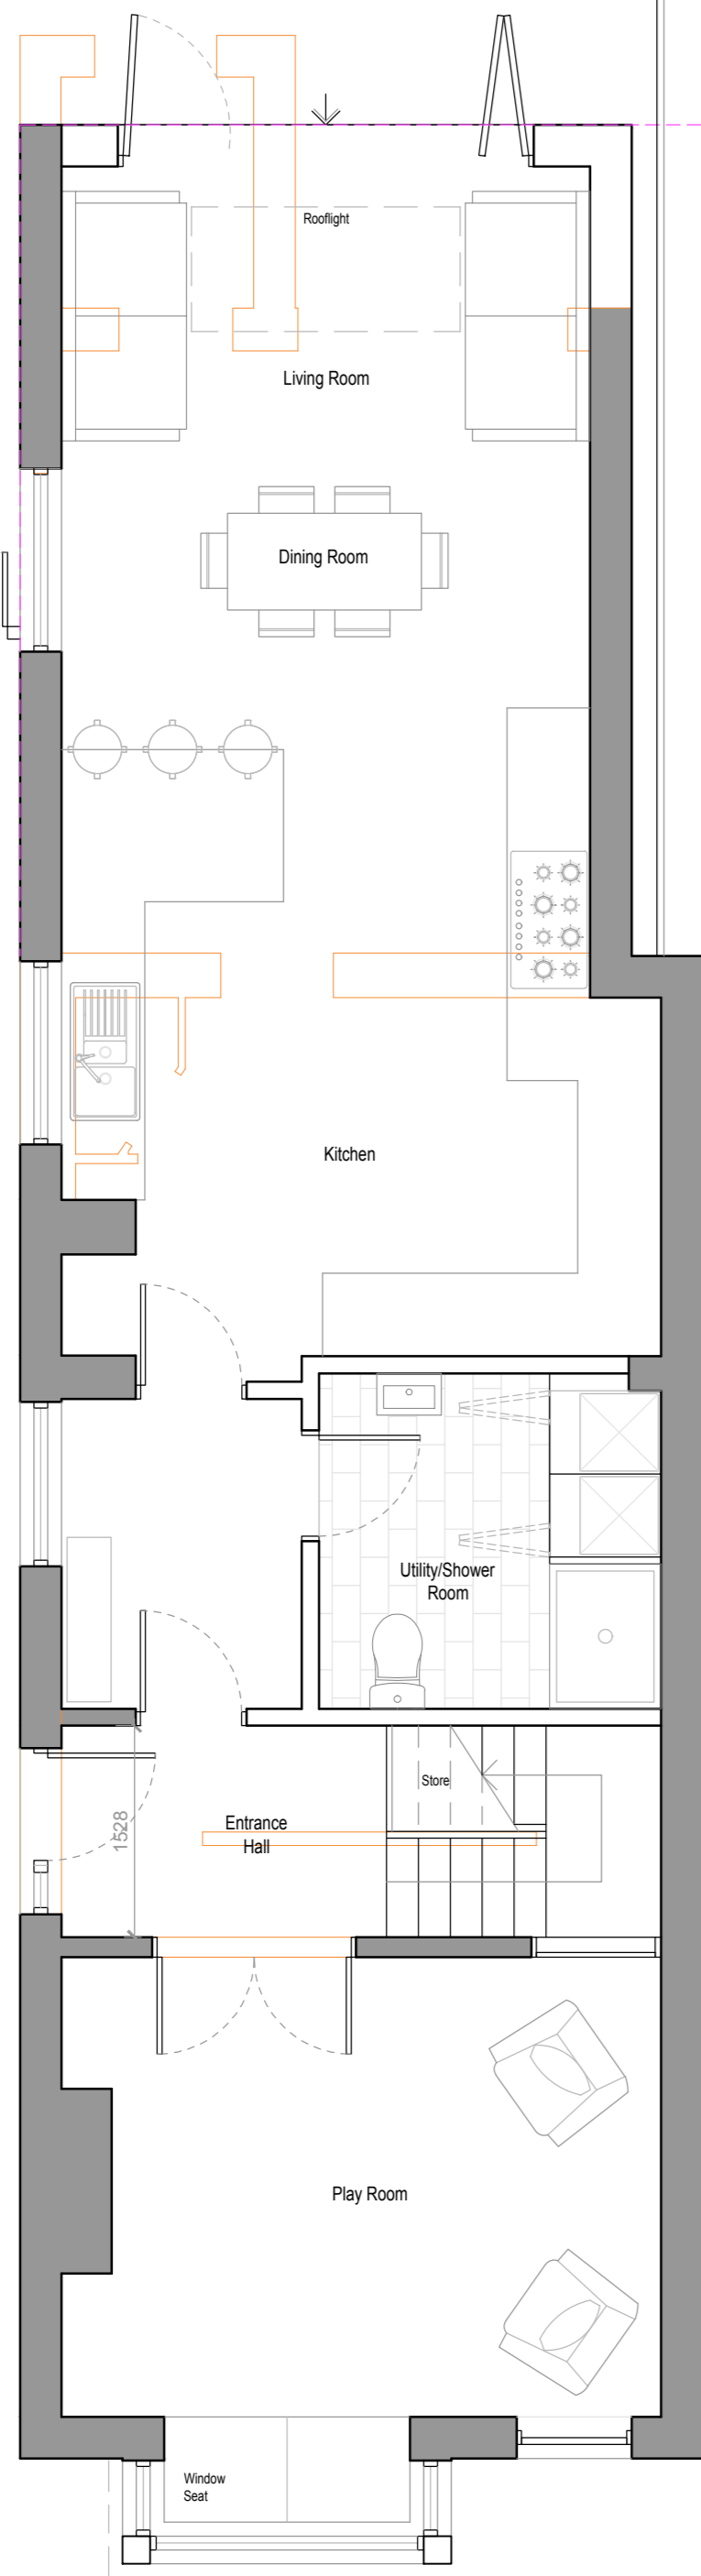 Rooflight
Living Room
Dining Room
Kitchen
Utility/Shower
Room
Store
1528
Entrance
Hall
Play Room
Window
Seat